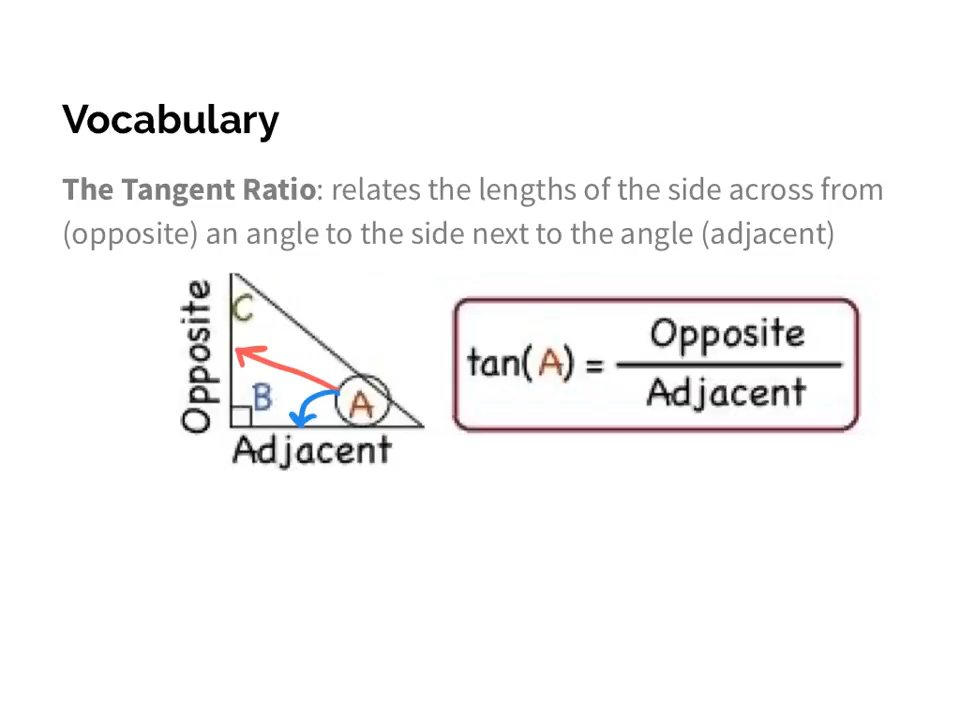 Vocabulary
The Tangent Ratio: relates the lengths of the side across from
(opposite) an angle to the side next to the angle (adjacent)
Opposite
C
B
A
Adjacent
tan(A) = Opposite
Adjacent